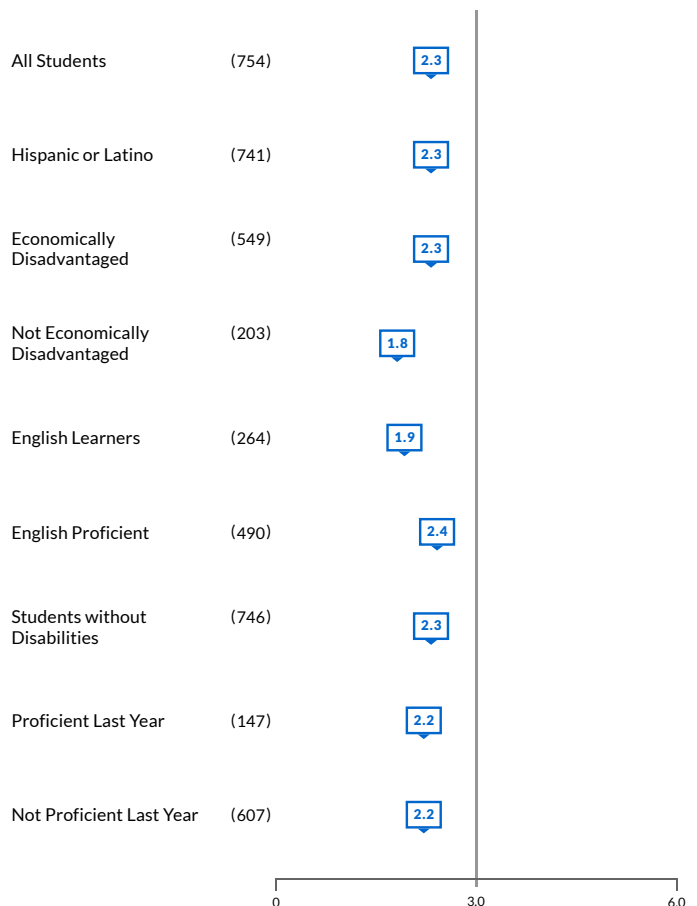 All Students (754) 2.3
Hispanic or Latino (741) 2.3
Economically (549) 2.3
Disadvantaged
Not Economically (203) 1.8
Disadvantaged
English Learners (264) 1.9
English Proficient (490) 2.4
Students without (746) 2.3
Disabilities
Proficient Last Year (147) 2.2
Not Proficient Last Year (607) 2.2
0 3.0 6.0